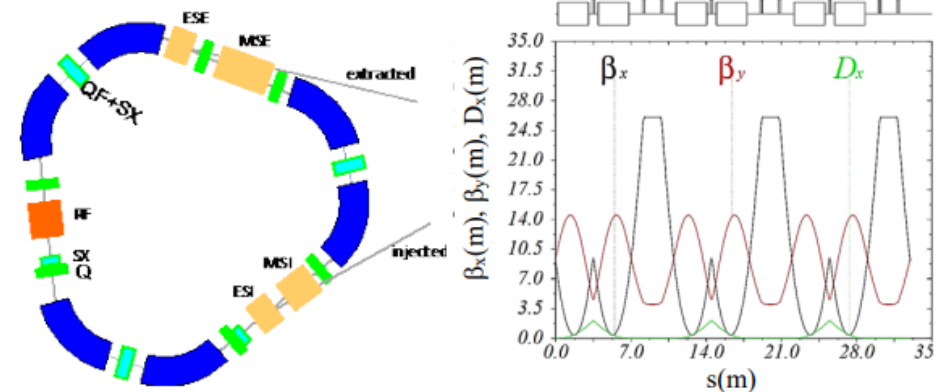 ESE
MSE
extracted
QF+SX
RF
SX
Q
MSI
ESI
injected
βx(m), βy(m), Dx(m)
35.0
31.5
28.0
24.5
21.0
17.5
14.0
10.5
7.0
3.5
0.0
βx
βy
Dx
0.0 7.0 14.0 21.0 28.0 35
s(m)